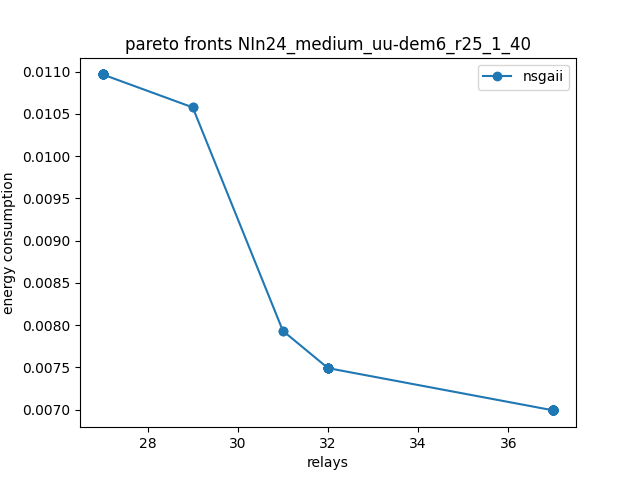 pareto fronts NIn24_medium_uu-dem6_r25_1_40
nsgaii
0.0110
0.0105
0.0100
0.0095
0.0090
0.0085
0.0080
0.0075
0.0070
energy consumption
28 30 32 34 36
relays